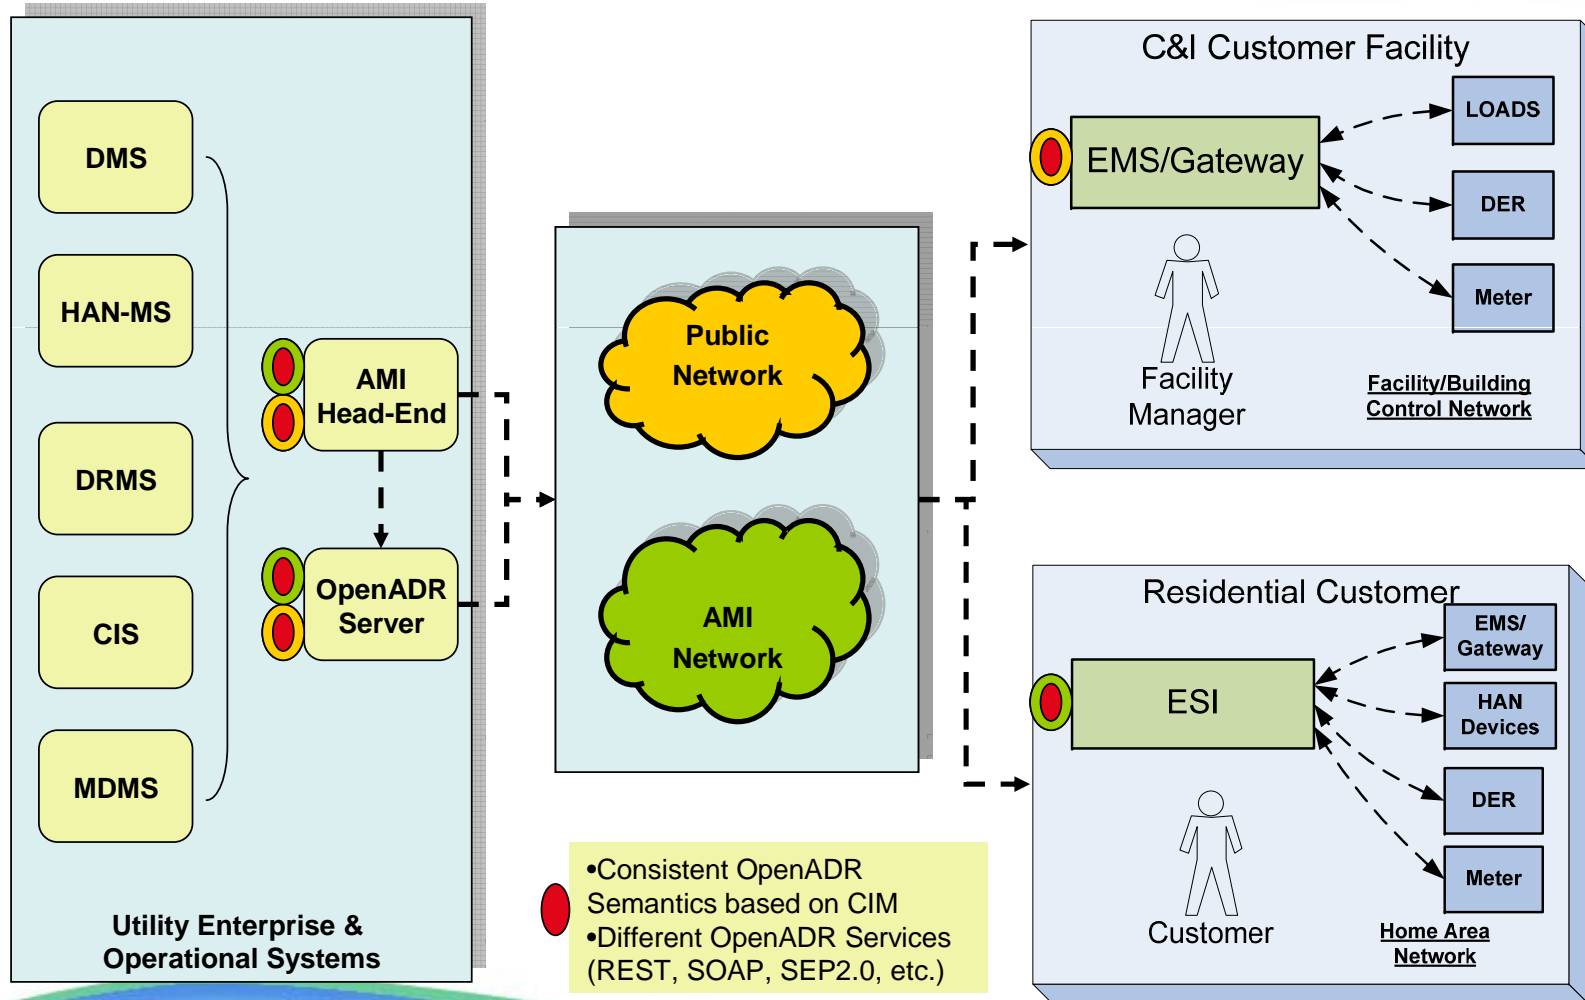 DMS
HAN-MS
DRMS
CIS
MDMS
AMI
Head-End
OpenADR
Server
Utility Enterprise &
Operational Systems
Public
Network
AMI
Network
•Consistent OpenADR
Semantics based on CIM
•Different OpenADR Services
(REST, SOAP, SEP2.0, etc.)
C&I Customer Facility
EMS/Gateway
LOADS
DER
Meter
Facility
Manager
Facility/Building
Control Network
Residential Customer
ESI
EMS/
Gateway
HAN
Devices
DER
Meter
Customer
Home Area
Network